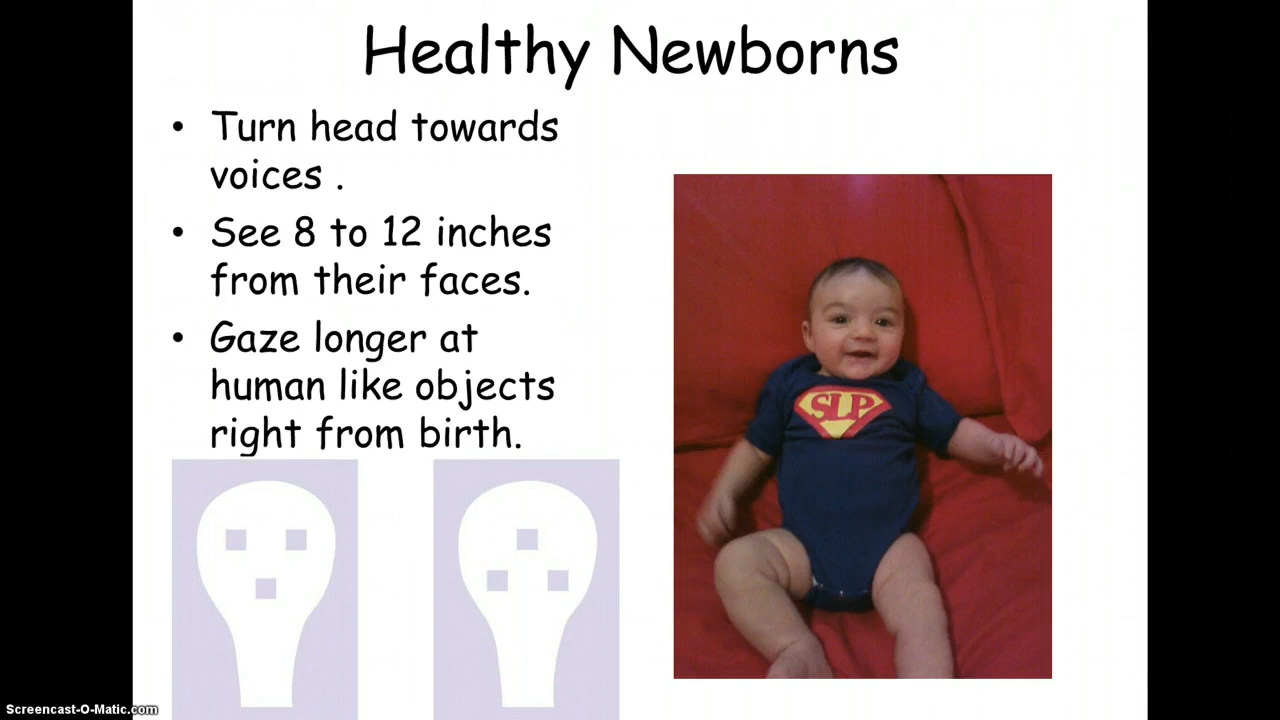 Healthy Newborns
• Turn head towards
voices .
• See 8 to 12 inches
from their faces.
• Gaze longer at
human like objects
right from birth.
SLP
Screencast-O-Matic.com